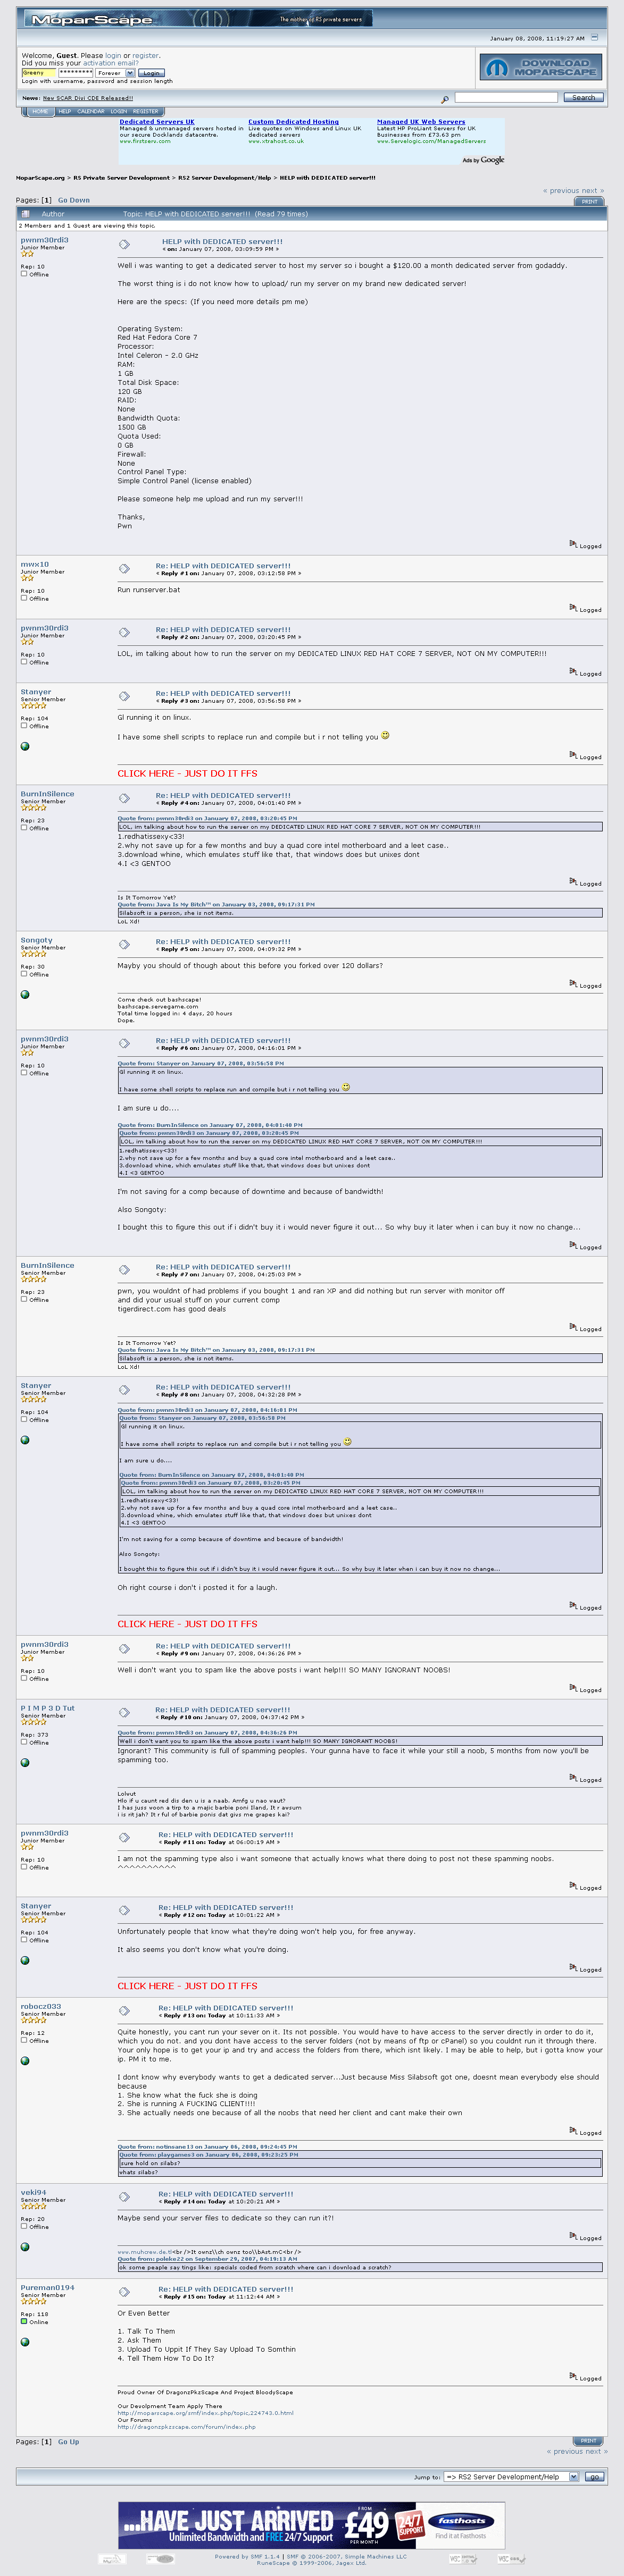 MoparScape
The mother of RS private servers
January 08, 2008, 11:19:27 AM
Welcome, Guest. Please login or register.
Did you miss your activation email?
Greeny ********* Forever Login
Login with username, password and session length
DOWNLOAD MOPARSCAPE
News: New SCAR Divi CDE Released!!
Search
HOME HELP CALENDAR LOGIN REGISTER
Dedicated Servers UK
Managed & unmanaged servers hosted in our secure Docklands datacentre.
www.firstserv.com
Custom Dedicated Hosting
Live quotes on Windows and Linux UK dedicated servers
www.xtrahost.co.uk
Managed UK Web Servers
Latest HP ProLiant Servers for UK Businesses from £73.63 pm
www.Servelogic.com/ManagedServers
Ads by Google
MoparScape.org > RS Private Server Development > RS2 Server Development/Help > HELP with DEDICATED server!!!
« previous next »
Pages: [1] Go Down
PRINT
Author Topic: HELP with DEDICATED server!!! (Read 79 times)
2 Members and 1 Guest are viewing this topic.
pwnm30rdi3
Junior Member
Rep: 10
Offline
HELP with DEDICATED server!!!
« on: January 07, 2008, 03:09:59 PM »
Well i was wanting to get a dedicated server to host my server so i bought a $120.00 a month dedicated server from godaddy.
The worst thing is i do not know how to upload/ run my server on my brand new dedicated server!
Here are the specs: (If you need more details pm me)
Operating System:
Red Hat Fedora Core 7
Processor:
Intel Celeron - 2.0 GHz
RAM:
1 GB
Total Disk Space:
120 GB
RAID:
None
Bandwidth Quota:
1500 GB
Quota Used:
0 GB
Firewall:
None
Control Panel Type:
Simple Control Panel (license enabled)
Please someone help me upload and run my server!!!
Thanks,
Pwn
Logged
mwx10
Junior Member
Rep: 10
Offline
Re: HELP with DEDICATED server!!!
« Reply #1 on: January 07, 2008, 03:12:58 PM »
Run runserver.bat
Logged
pwnm30rdi3
Junior Member
Rep: 10
Offline
Re: HELP with DEDICATED server!!!
« Reply #2 on: January 07, 2008, 03:20:45 PM »
LOL, im talking about how to run the server on my DEDICATED LINUX RED HAT CORE 7 SERVER, NOT ON MY COMPUTER!!!
Logged
Stanyer
Senior Member
Rep: 104
Offline
Re: HELP with DEDICATED server!!!
« Reply #3 on: January 07, 2008, 03:56:58 PM »
Gl running it on linux.
I have some shell scripts to replace run and compile but i r not telling you
Logged
CLICK HERE - JUST DO IT FFS
BurnInSilence
Senior Member
Rep: 23
Offline
Re: HELP with DEDICATED server!!!
« Reply #4 on: January 07, 2008, 04:01:40 PM »
Quote from: pwnm30rdi3 on January 07, 2008, 03:20:45 PM
LOL, im talking about how to run the server on my DEDICATED LINUX RED HAT CORE 7 SERVER, NOT ON MY COMPUTER!!!
1.redhatissexy<33!
2.why not save up for a few months and buy a quad core intel motherboard and a leet case..
3.download whine, which emulates stuff like that, that windows does but unixes dont
4.I <3 GENTOO
Logged
Is It Tomorrow Yet?
Quote from: Java Is My Bitch™ on January 03, 2008, 09:17:31 PM
Silabsoft is a person, she is not items.
LoL Xd!
Songoty
Senior Member
Rep: 30
Offline
Re: HELP with DEDICATED server!!!
« Reply #5 on: January 07, 2008, 04:09:32 PM »
Mayby you should of though about this before you forked over 120 dollars?
Logged
Come check out bashscape!
bashscape.servegame.com
Total time logged in: 4 days, 20 hours
Dope.
pwnm30rdi3
Junior Member
Rep: 10
Offline
Re: HELP with DEDICATED server!!!
« Reply #6 on: January 07, 2008, 04:16:01 PM »
Quote from: Stanyer on January 07, 2008, 03:56:58 PM
Gl running it on linux.
I have some shell scripts to replace run and compile but i r not telling you
I am sure u do....
Quote from: BurnInSilence on January 07, 2008, 04:01:40 PM
Quote from: pwnm30rdi3 on January 07, 2008, 03:20:45 PM
LOL, im talking about how to run the server on my DEDICATED LINUX RED HAT CORE 7 SERVER, NOT ON MY COMPUTER!!!
1.redhatissexy<33!
2.why not save up for a few months and buy a quad core intel motherboard and a leet case..
3.download whine, which emulates stuff like that, that windows does but unixes dont
4.I <3 GENTOO
I'm not saving for a comp because of downtime and because of bandwidth!
Also Songoty:
I bought this to figure this out if i didn't buy it i would never figure it out... So why buy it later when i can buy it now no change...
Logged
BurnInSilence
Senior Member
Rep: 23
Offline
Re: HELP with DEDICATED server!!!
« Reply #7 on: January 07, 2008, 04:25:03 PM »
pwn, you wouldnt of had problems if you bought 1 and ran XP and did nothing but run server with monitor off
and did your usual stuff on your current comp
tigerdirect.com has good deals
Logged
Is It Tomorrow Yet?
Quote from: Java Is My Bitch™ on January 03, 2008, 09:17:31 PM
Silabsoft is a person, she is not items.
LoL Xd!
Stanyer
Senior Member
Rep: 104
Offline
Re: HELP with DEDICATED server!!!
« Reply #8 on: January 07, 2008, 04:32:28 PM »
Quote from: pwnm30rdi3 on January 07, 2008, 04:16:01 PM
Quote from: Stanyer on January 07, 2008, 03:56:58 PM
Gl running it on linux.
I have some shell scripts to replace run and compile but i r not telling you
I am sure u do....
Quote from: BurnInSilence on January 07, 2008, 04:01:40 PM
Quote from: pwnm30rdi3 on January 07, 2008, 03:20:45 PM
LOL, im talking about how to run the server on my DEDICATED LINUX RED HAT CORE 7 SERVER, NOT ON MY COMPUTER!!!
1.redhatissexy<33!
2.why not save up for a few months and buy a quad core intel motherboard and a leet case..
3.download whine, which emulates stuff like that, that windows does but unixes dont
4.I <3 GENTOO
I'm not saving for a comp because of downtime and because of bandwidth!
Also Songoty:
I bought this to figure this out if i didn't buy it i would never figure it out... So why buy it later when i can buy it now no change...
Oh right course i don't i posted it for a laugh.
Logged
CLICK HERE - JUST DO IT FFS
pwnm30rdi3
Junior Member
Rep: 10
Offline
Re: HELP with DEDICATED server!!!
« Reply #9 on: January 07, 2008, 04:36:26 PM »
Well i don't want you to spam like the above posts i want help!!! SO MANY IGNORANT NOOBS!
Logged
P I M P 3 D Tut
Senior Member
Rep: 373
Offline
Re: HELP with DEDICATED server!!!
« Reply #10 on: January 07, 2008, 04:37:42 PM »
Quote from: pwnm30rdi3 on January 07, 2008, 04:36:26 PM
Well i don't want you to spam like the above posts i want help!!! SO MANY IGNORANT NOOBS!
Ignorant? This community is full of spamming peoples. Your gunna have to face it while your still a noob, 5 months from now you'll be spamming too.
Logged
Lolwut
Hlo if u caunt red dis den u is a naab. Amfg u nao waut?
I has juss woon a tirp to a majic barbie poni Iland, It r awsum
i is rit jah? It r ful of barbie ponis dat givs me grapes kai?
pwnm30rdi3
Junior Member
Rep: 10
Offline
Re: HELP with DEDICATED server!!!
« Reply #11 on: Today at 06:00:19 AM »
I am not the spamming type also i want someone that actually knows what there doing to post not these spamming noobs.
^^^^^^^^^^
Logged
Stanyer
Senior Member
Rep: 104
Offline
Re: HELP with DEDICATED server!!!
« Reply #12 on: Today at 10:01:22 AM »
Unfortunately people that know what they're doing won't help you, for free anyway.
It also seems you don't know what you're doing.
Logged
CLICK HERE - JUST DO IT FFS
robocz033
Senior Member
Rep: 12
Offline
Re: HELP with DEDICATED server!!!
« Reply #13 on: Today at 10:11:33 AM »
Quite honestly, you cant run your sever on it. Its not possible. You would have to have access to the server directly in order to do it, which you do not. and you dont have access to the server folders (not by means of ftp or cPanel) so you couldnt run it through there. Your only hope is to get your ip and try and access the folders from there, which isnt likely. I may be able to help, but i gotta know your ip. PM it to me.
I dont know why everybody wants to get a dedicated server...Just because Miss Silabsoft got one, doesnt mean everybody else should because
1. She know what the fuck she is doing
2. She is running A FUCKING CLIENT!!!!
3. She actually needs one because of all the noobs that need her client and cant make their own
Logged
Quote from: notinsane13 on January 06, 2008, 09:24:45 PM
Quote from: playgames3 on January 06, 2008, 09:23:25 PM
sure hold on silabs?
whats silabs?
veki94
Senior Member
Rep: 20
Offline
Re: HELP with DEDICATED server!!!
« Reply #14 on: Today at 10:20:21 AM »
Maybe send your server files to dedicate so they can run it?!
Logged
www.muhcrew.de.tl<br />It ownz\\ch ownz too\\bAst.mC<br />
Quote from: poleke22 on September 29, 2007, 04:19:13 AM
ok some people say tings like: specials coded from scratch where can i download a scratch?
Pureman0194
Senior Member
Rep: 118
Online
Re: HELP with DEDICATED server!!!
« Reply #15 on: Today at 11:12:44 AM »
Or Even Better
1. Talk To Them
2. Ask Them
3. Upload To Uppit If They Say Upload To Somthin
4. Tell Them How To Do It?
Logged
Proud Owner Of DragonzPkzScape And Project BloodyScape
Our Devolpment Team Apply There
http://moparscape.org/smf/index.php/topic,224743.0.html
Our Forums
http://dragonzpkzscape.com/forum/index.php
Pages: [1] Go Up
PRINT
« previous next »
Jump to: => RS2 Server Development/Help go
...HAVE JUST ARRIVED
Unlimited Bandwidth and FREE 24/7 Support
FROM £49 PER MONTH
24/7 SUPPORT
fasthosts
Find it at Fasthosts
Powered by SMF 1.1.4 | SMF © 2006-2007, Simple Machines LLC
RuneScape © 1999-2006, Jagex Ltd.